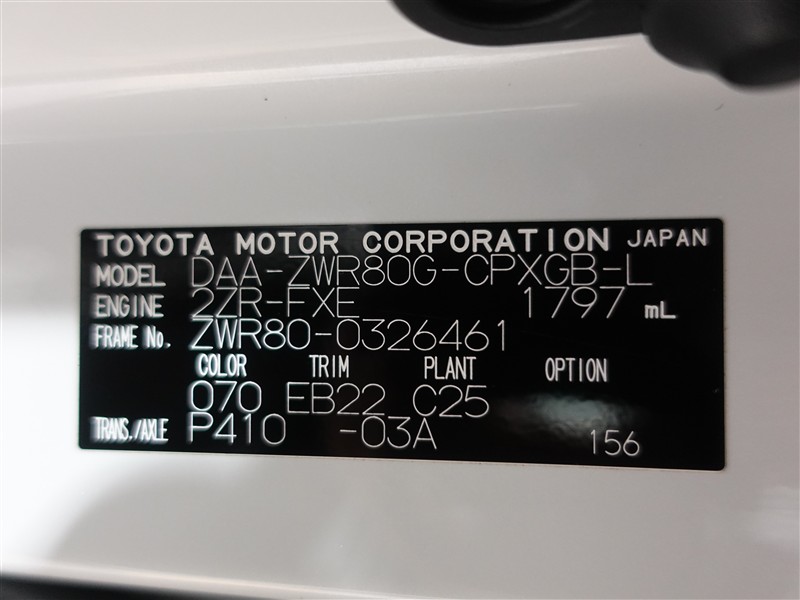 TOYOTA MOTOR CORPORATION JAPAN
MODEL DAA-ZWR80G-CPXGB-L
ENGINE 2ZR-FXE 1797 mL
FRAME No. ZWR80-0326461
COLOR TRIM PLANT OPTION
070 EB22 C25
TRANS./AXLE P410 -03A 156